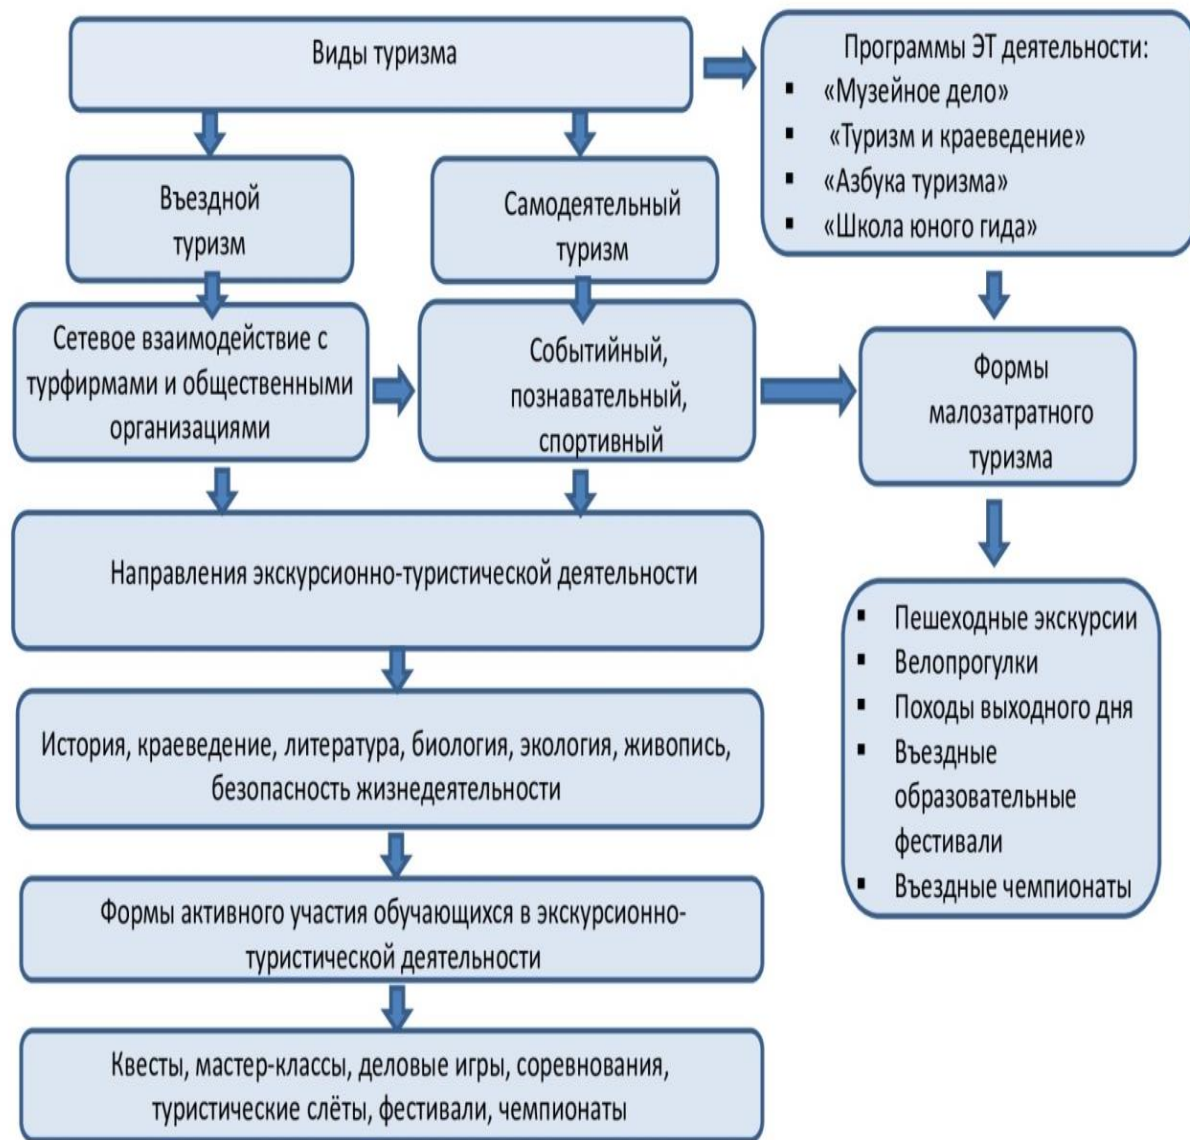 Виды туризма
Программы ЭТ деятельности:
▪ «Музейное дело»
▪ «Туризм и краеведение»
▪ «Азбука туризма»
▪ «Школа юного гида»
Въездной
туризм
Самодеятельный
туризм
Сетевое взаимодействие с
турфирмами и общественными
организациями
Событийный,
познавательный,
спортивный
Формы
малозатратного
туризма
Направления экскурсионно-туристической деятельности
▪ Пешеходные экскурсии
▪ Велопрогулки
▪ Походы выходного дня
▪ Въездные
образовательные
фестивали
▪ Въездные чемпионаты
История, краеведение, литература, биология, экология, живопись,
безопасность жизнедеятельности
Формы активного участия обучающихся в экскурсионно-
туристической деятельности
Квесты, мастер-классы, деловые игры, соревнования,
туристические слёты, фестивали, чемпионаты